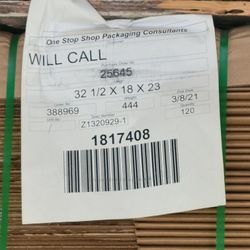 One Stop Shop Packaging Consultants
WILL CALL
25645
32 1/2 X 18 X 23
388969 444 3/8/21
Z1320929-1 120
1817408